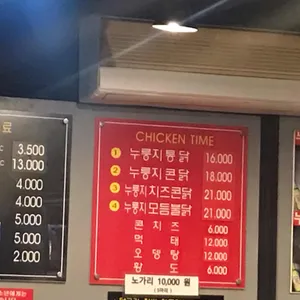 료
3.500
13.000
4.000
4.000
5.000
5.000
2.000
CHICKEN TIME
1 누룽지통닭 16.000
2 누룽지콘닭 18.000
3 누룽지치즈콘닭 21.000
4 누룽지모듬불닭 21.000
콘치즈 6.000
먹태 12.000
오뎅탕 12.000
황도 6.000
노가리 10,000 원